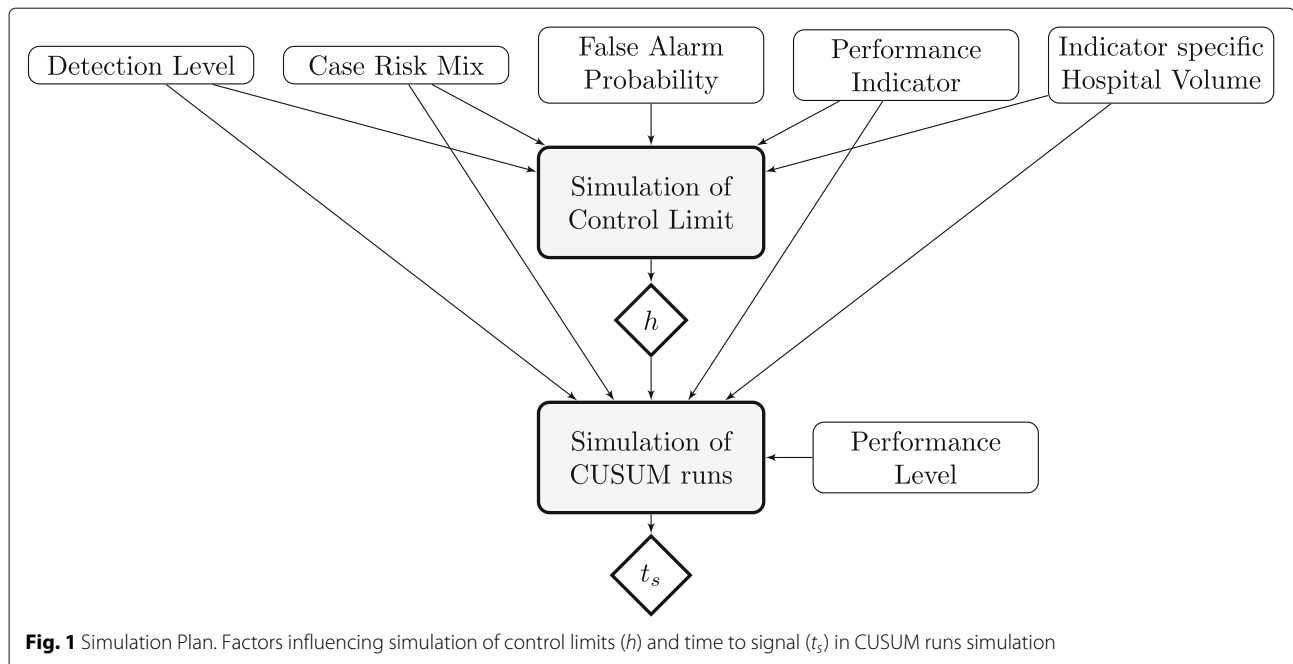 Detection Level
Case Risk Mix
False Alarm
Probability
Performance
Indicator
Indicator specific
Hospital Volume
Simulation of
Control Limit
h
Simulation of
CUSUM runs
Performance
Level
t_s
Fig. 1 Simulation Plan. Factors influencing simulation of control limits (h) and time to signal (t_s) in CUSUM runs simulation